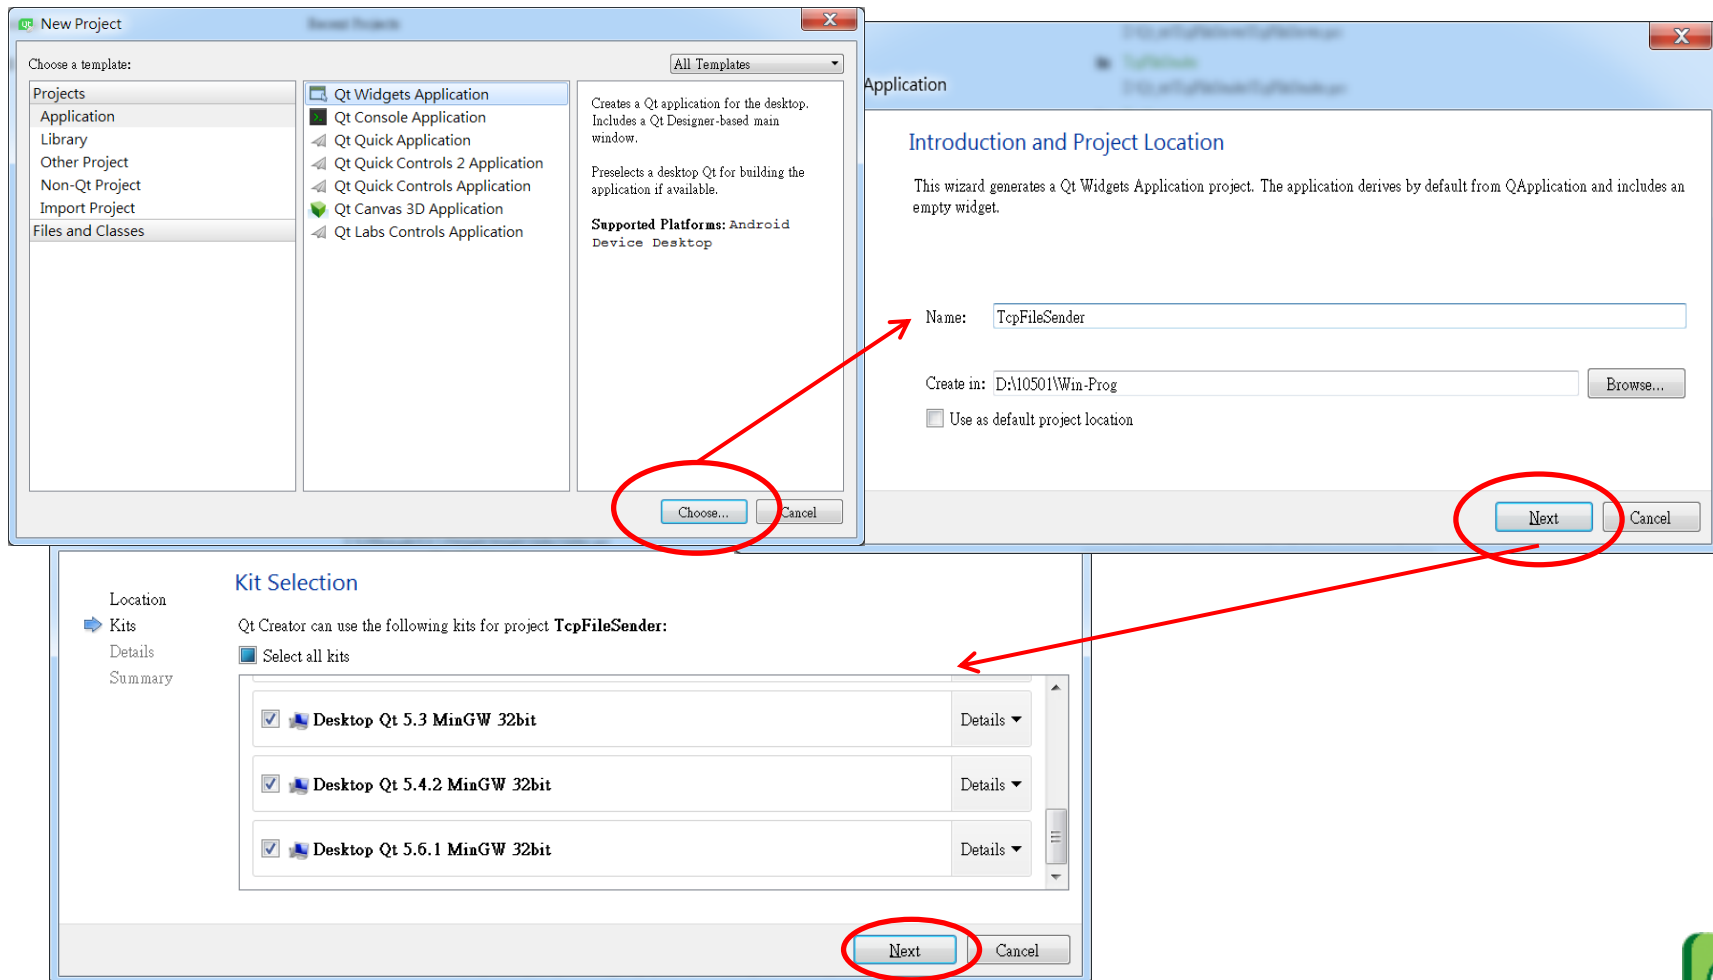 New Project
Choose a template:
All Templates
Projects
Application
Library
Other Project
Non-Qt Project
Import Project
Files and Classes
Qt Widgets Application
Qt Console Application
Qt Quick Application
Qt Quick Controls 2 Application
Qt Quick Controls Application
Qt Canvas 3D Application
Qt Labs Controls Application
Creates a Qt application for the desktop.
Includes a Qt Designer-based main
window.
Preselects a desktop Qt for building the
application if available.
Supported Platforms: Android
Device Desktop
Choose...
Cancel
Application
Introduction and Project Location
This wizard generates a Qt Widgets Application project. The application derives by default from QApplication and includes an
empty widget.
Name: TcpFileSender
Create in: D:\10501\Win-Prog
Browse...
Use as default project location
Next
Cancel
Location
Kits
Details
Summary
Kit Selection
Qt Creator can use the following kits for project TcpFileSender:
Select all kits
Desktop Qt 5.3 MinGW 32bit
Details
Desktop Qt 5.4.2 MinGW 32bit
Details
Desktop Qt 5.6.1 MinGW 32bit
Details
Next
Cancel